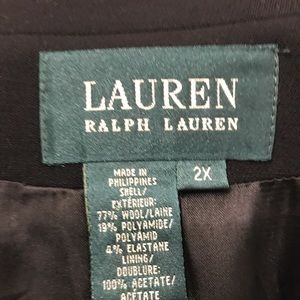 LAUREN
RALPH LAUREN
MADE IN
PHILIPPINES
SHELL/
EXTÉRIEUR:
77% WOOL/LAINE
19% POLYAMIDE/
POLYAMID
4% ELASTANE
LINING/
DOUBLURE:
100% ACETATE/
ACÉTATE
2X